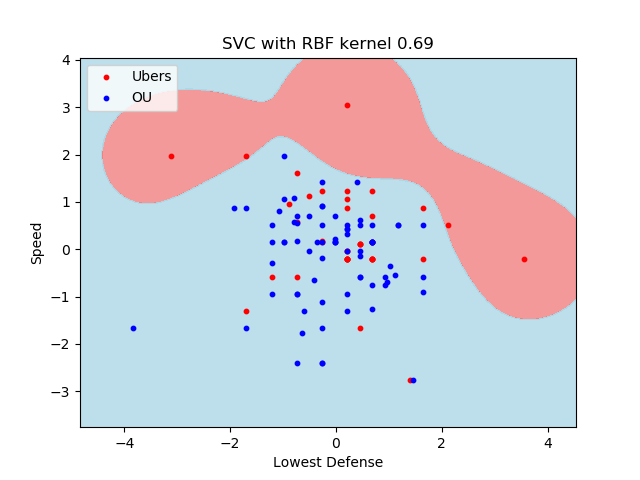 SVC with RBF kernel 0.69
Ubers
OU
4
3
2
1
0
−1
−2
−3
Speed
−4
−2
0
2
4
Lowest Defense